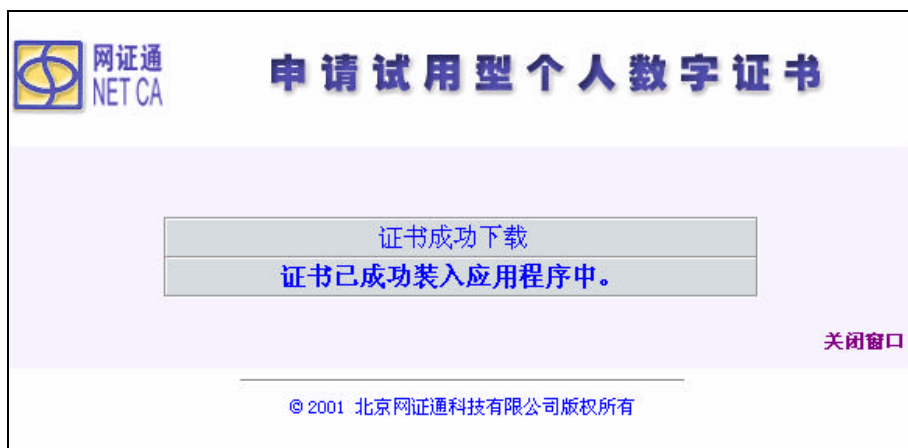 网证通
NET CA
申请试用型个人数字证书
证书成功下载
证书已成功装入应用程序中。
关闭窗口
© 2001 北京网证通科技有限公司版权所有